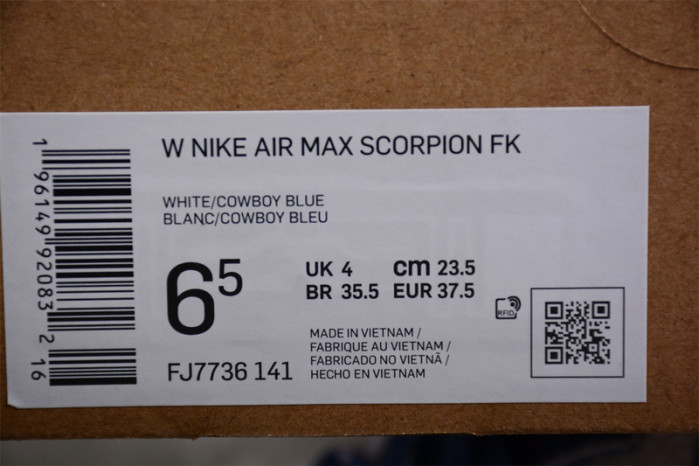 W NIKE AIR MAX SCORPION FK
WHITE/COWBOY BLUE
BLANC/COWBOY BLEU
6⁵
UK 4 cm 23.5
BR 35.5 EUR 37.5
FJ7736 141
MADE IN VIETNAM /
FABRIQUE AU VIETNAM /
FABRICADO NO VIETNÃ /
HECHO EN VIETNAM
RFID
1 96149 92083 2 16